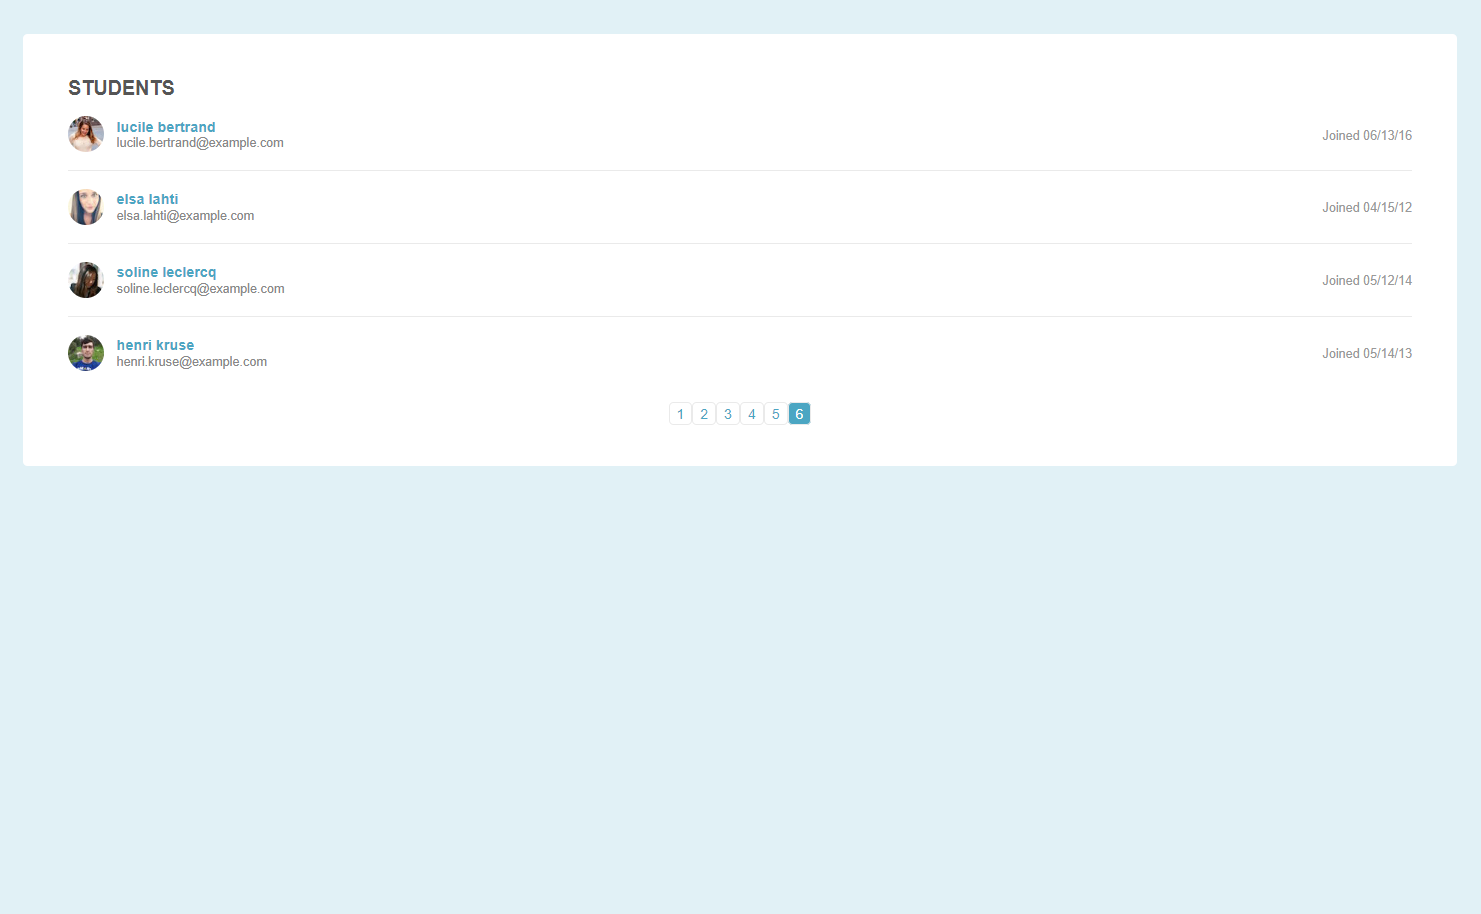 STUDENTS
lucile bertrand
lucile.bertrand@example.com
Joined 06/13/16
elsa lahti
elsa.lahti@example.com
Joined 04/15/12
soline leclercq
soline.leclercq@example.com
Joined 05/12/14
henri kruse
henri.kruse@example.com
Joined 05/14/13
1 2 3 4 5 6